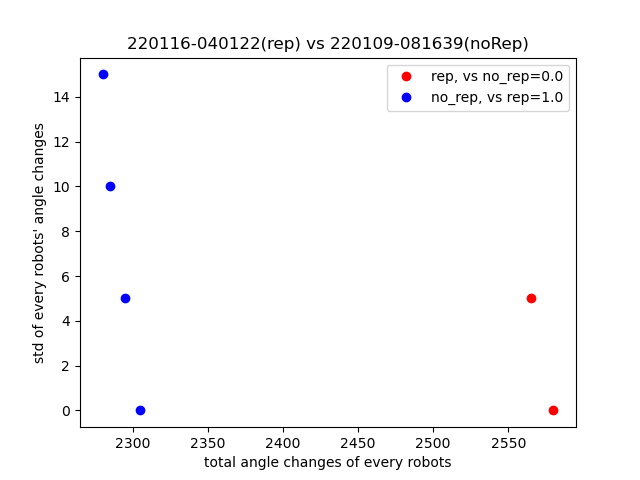 220116-040122(rep) vs 220109-081639(noRep)
rep, vs no_rep=0.0
no_rep, vs rep=1.0
std of every robots' angle changes
14
12
10
8
6
4
2
0
2300 2350 2400 2450 2500 2550
total angle changes of every robots